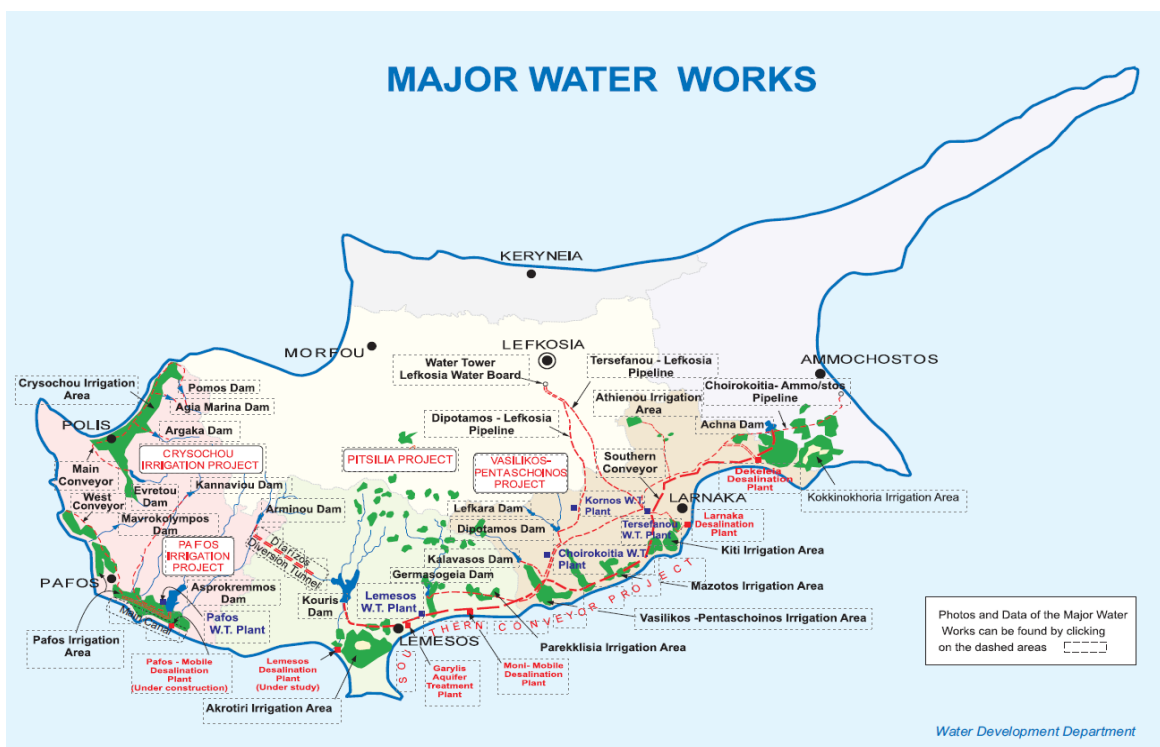 MAJOR WATER WORKS
KERYNEIA
MORFOU
LEFKOSIA
AMMOCHOSTOS
Water Tower
Lefkosia Water Board
Tersefanou - Lefkosia
Pipeline
Choirokoitia- Ammo/stos
Pipeline
Crysochou Irrigation
Area
Pomos Dam
Agia Marina Dam
Argaka Dam
POLIS
Athienou Irrigation
Area
Achna Dam
Dipotamos - Lefkosia
Pipeline
CRYSOCHOU
IRRIGATION PROJECT
PITSILIA PROJECT
VASILIKOS-
PENTASCHOINOS
PROJECT
Southern
Conveyor
Dekeleia
Desalination
Plant
Kokkinokhoria Irrigation Area
Main
Conveyor
West
Conveyor
Evretou
Dam
Kannaviou Dam
Mavrokolympos
Dam
Arminou Dam
Lefkara Dam
Kornos W.T.
Plant
LARNAKA
Tersefanou
W.T. Plant
Larnaka
Desalination
Plant
Dipotamos Dam
Kiti Irrigation Area
PAFOS
IRRIGATION
PROJECT
Diarizos
Diversion Tunnel
Kalavasos Dam
Choirokoitia W.T.
Plant
Germasogeia Dam
Mazotos Irrigation Area
PAFOS
Asprokremmos
Dam
Kouris
Dam
Lemesos
W.T. Plant
Main Canal
Pafos
W.T. Plant
Vasilikos -Pentaschoinos Irrigation Area
LEMESOS
SOUTHERN CONVEYOR PROJECT
Parekklisia Irrigation Area
Pafos Irrigation
Area
Pafos - Mobile
Desalination
Plant
(Under construction)
Lemesos
Desalination
Plant
(Under study)
Garylis
Aquifer
Treatment
Plant
Moni- Mobile
Desalination
Plant
Akrotiri Irrigation Area
Photos and Data of the Major Water
Works can be found by clicking
on the dashed areas
Water Development Department